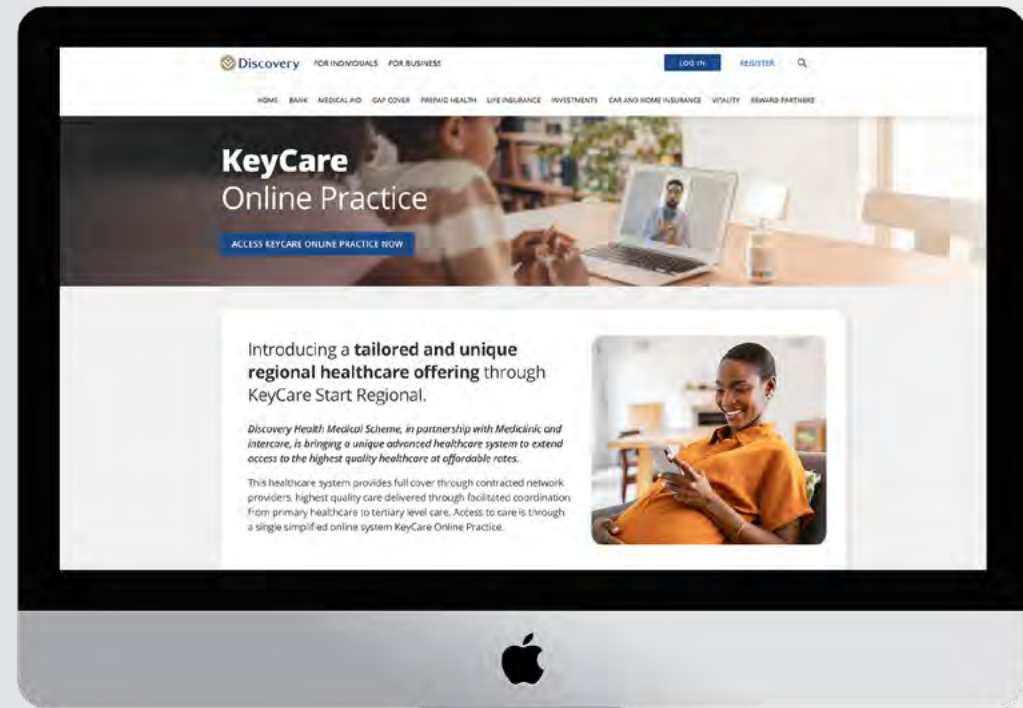 Discovery FOR INDIVIDUALS FOR BUSINESS LOG IN REGISTER
HOME BANK MEDICAL AID GAP COVER PREPAID HEALTH LIFE INSURANCE INVESTMENTS CAR AND HOME INSURANCE VITALITY REWARD PARTNERS
KeyCare
Online Practice
ACCESS KEYCARE ONLINE PRACTICE NOW
Introducing a tailored and unique
regional healthcare offering through
KeyCare Start Regional.
Discovery Health Medical Scheme, in partnership with Mediclinic and
Intercare, is bringing a unique advanced healthcare system to extend
access to the highest quality healthcare at affordable rates.
This healthcare system provides full cover through contracted network
providers, highest quality care delivered through facilitated coordination
from primary healthcare to tertiary level care. Access to care is through
a single simplified online system KeyCare Online Practice.